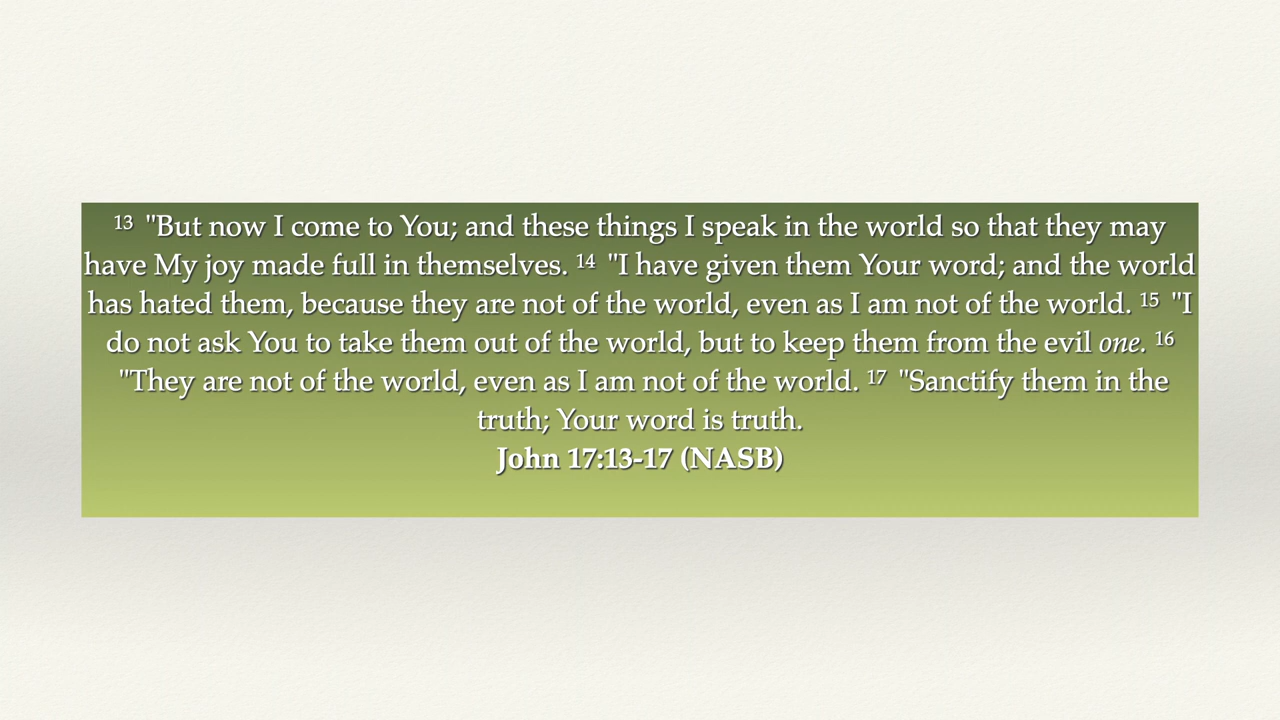 13 "But now I come to You; and these things I speak in the world so that they may
have My joy made full in themselves. 14 "I have given them Your word; and the world
has hated them, because they are not of the world, even as I am not of the world. 15 "I
do not ask You to take them out of the world, but to keep them from the evil one. 16
"They are not of the world, even as I am not of the world. 17 "Sanctify them in the
truth; Your word is truth.
John 17:13-17 (NASB)